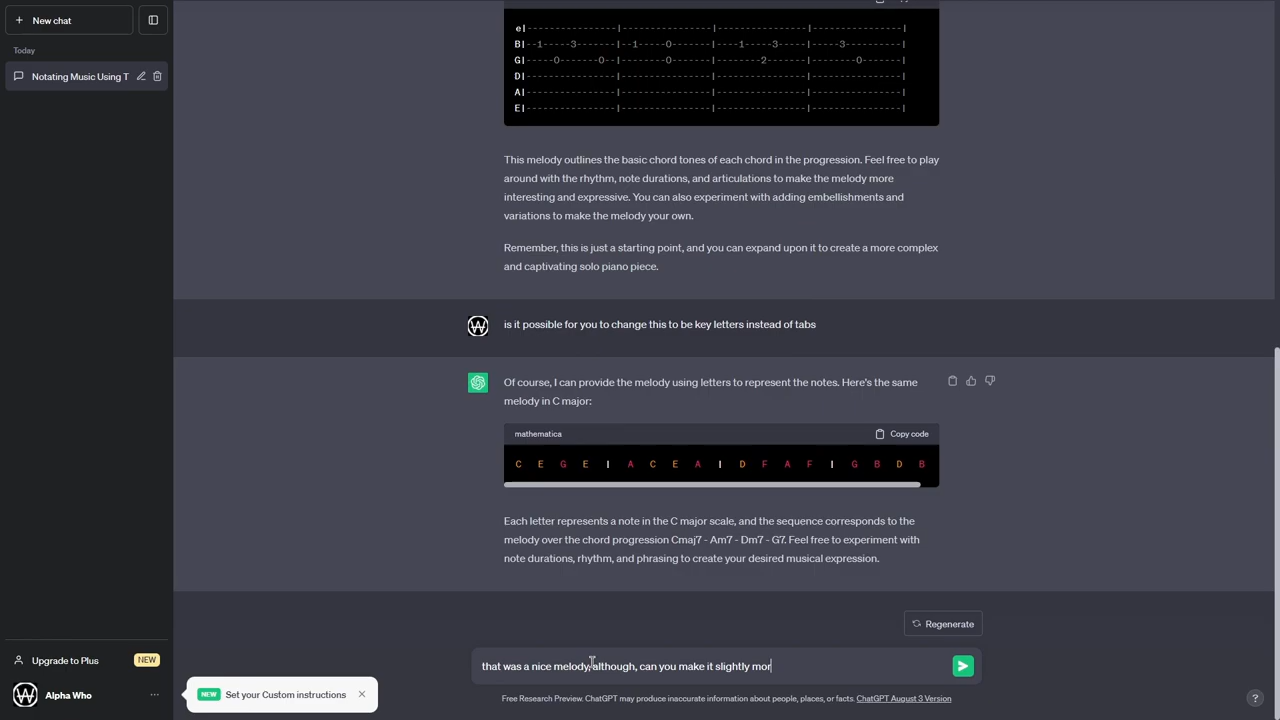 New chat
Today
Notating Music Using T
e|---------------|---------------|---------------|---------------|
B|--1-----3-------|--1-----0-------|----1-----3-----|----3----------|
G|-----0------0--|-------0-------|-------2-------|-------0-------|
D|---------------|---------------|---------------|---------------|
A|---------------|---------------|---------------|---------------|
E|---------------|---------------|---------------|---------------|
This melody outlines the basic chord tones of each chord in the progression. Feel free to play
around with the rhythm, note durations, and articulations to make the melody more
interesting and expressive. You can also experiment with adding embellishments and
variations to make the melody your own.
Remember, this is just a starting point, and you can expand upon it to create a more complex
and captivating solo piano piece.
is it possible for you to change this to be key letters instead of tabs
Of course, I can provide the melody using letters to represent the notes. Here's the same
melody in C major:
mathematica
Copy code
C E G E | A C E A | D F A F | G B D B
Each letter represents a note in the C major scale, and the sequence corresponds to the
melody over the chord progression Cmaj7 - Am7 - Dm7 - G7. Feel free to experiment with
note durations, rhythm, and phrasing to create your desired musical expression.
Regenerate
that was a nice melody, although, can you make it slightly mor
Free Research Preview. ChatGPT may produce inaccurate information about people, places, or facts. ChatGPT August 3 Version
Upgrade to Plus
NEW
Alpha Who
NEW
Set your Custom instructions
?